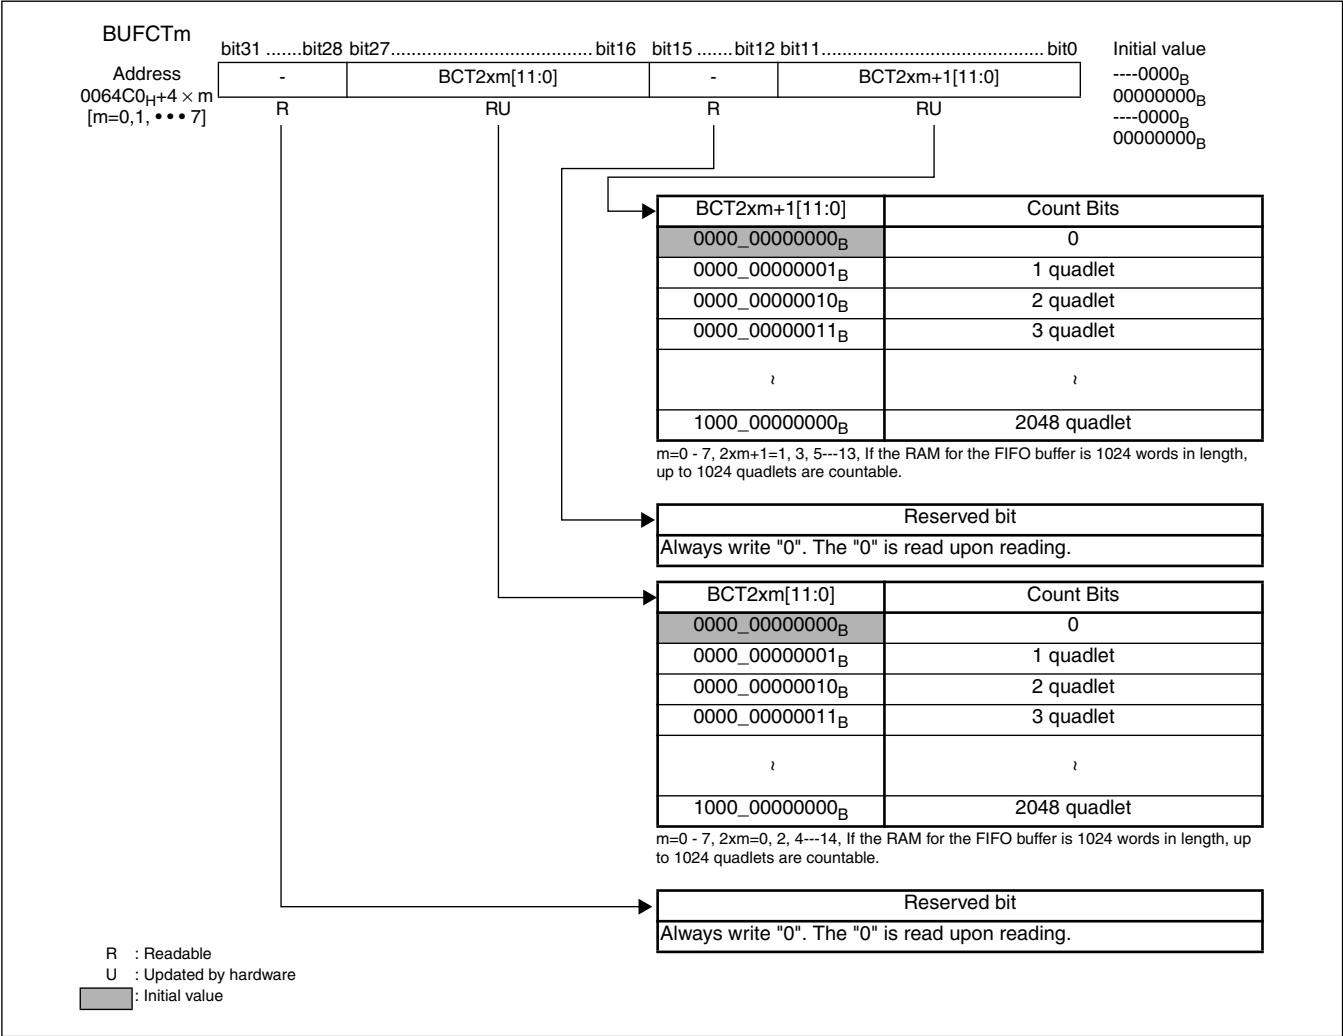 BUFCTm
bit31 .......bit28 bit27..................................... bit16 bit15 .......bit12 bit11......................................... bit0 Initial value
Address - BCT2xm[11:0] - BCT2xm+1[11:0] ----0000B
0064C0H+4 × m 00000000B
[m=0,1, • • • 7] R RU R RU ----0000B
00000000B
BCT2xm+1[11:0] Count Bits
0000_00000000B 0
0000_00000001B 1 quadlet
0000_00000010B 2 quadlet
0000_00000011B 3 quadlet
≀ ≀
1000_00000000B 2048 quadlet
m=0 - 7, 2xm+1=1, 3, 5---13, If the RAM for the FIFO buffer is 1024 words in length,
up to 1024 quadlets are countable.
Reserved bit
Always write "0". The "0" is read upon reading.
BCT2xm[11:0] Count Bits
0000_00000000B 0
0000_00000001B 1 quadlet
0000_00000010B 2 quadlet
0000_00000011B 3 quadlet
≀ ≀
1000_00000000B 2048 quadlet
m=0 - 7, 2xm=0, 2, 4---14, If the RAM for the FIFO buffer is 1024 words in length, up
to 1024 quadlets are countable.
Reserved bit
Always write "0". The "0" is read upon reading.
R : Readable
U : Updated by hardware
: Initial value